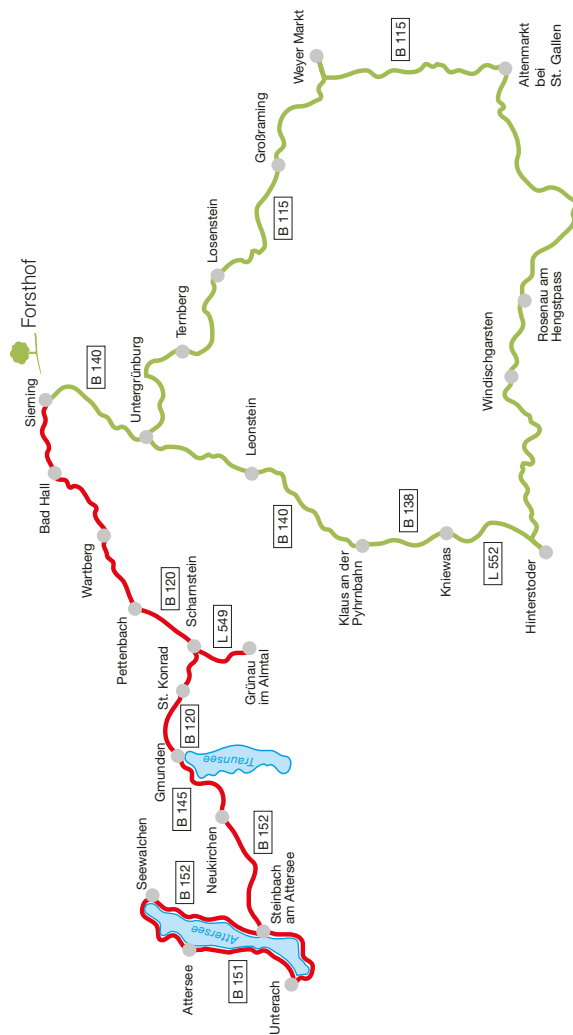 Seewalchen
B 152
Attersee
Attersee
B 151
Unterach
Steinbach
am Attersee
B 152
Neukirchen
B 145
Gmunden
Traunsee
B 120
St. Konrad
Scharnstein
L 549
Grünau
im Almtal
B 120
Pettenbach
Wartberg
Bad Hall
Sierning
Forsthof
B 140
Untergrünburg
Ternberg
Losenstein
B 115
Großraming
Weyer Markt
B 115
Altenmarkt
bei
St. Gallen
Leonstein
B 140
Klaus an der
Pyhrnbahn
B 138
Kniewas
L 552
Hinterstoder
Windischgarsten
Rosenau am
Hengstpass